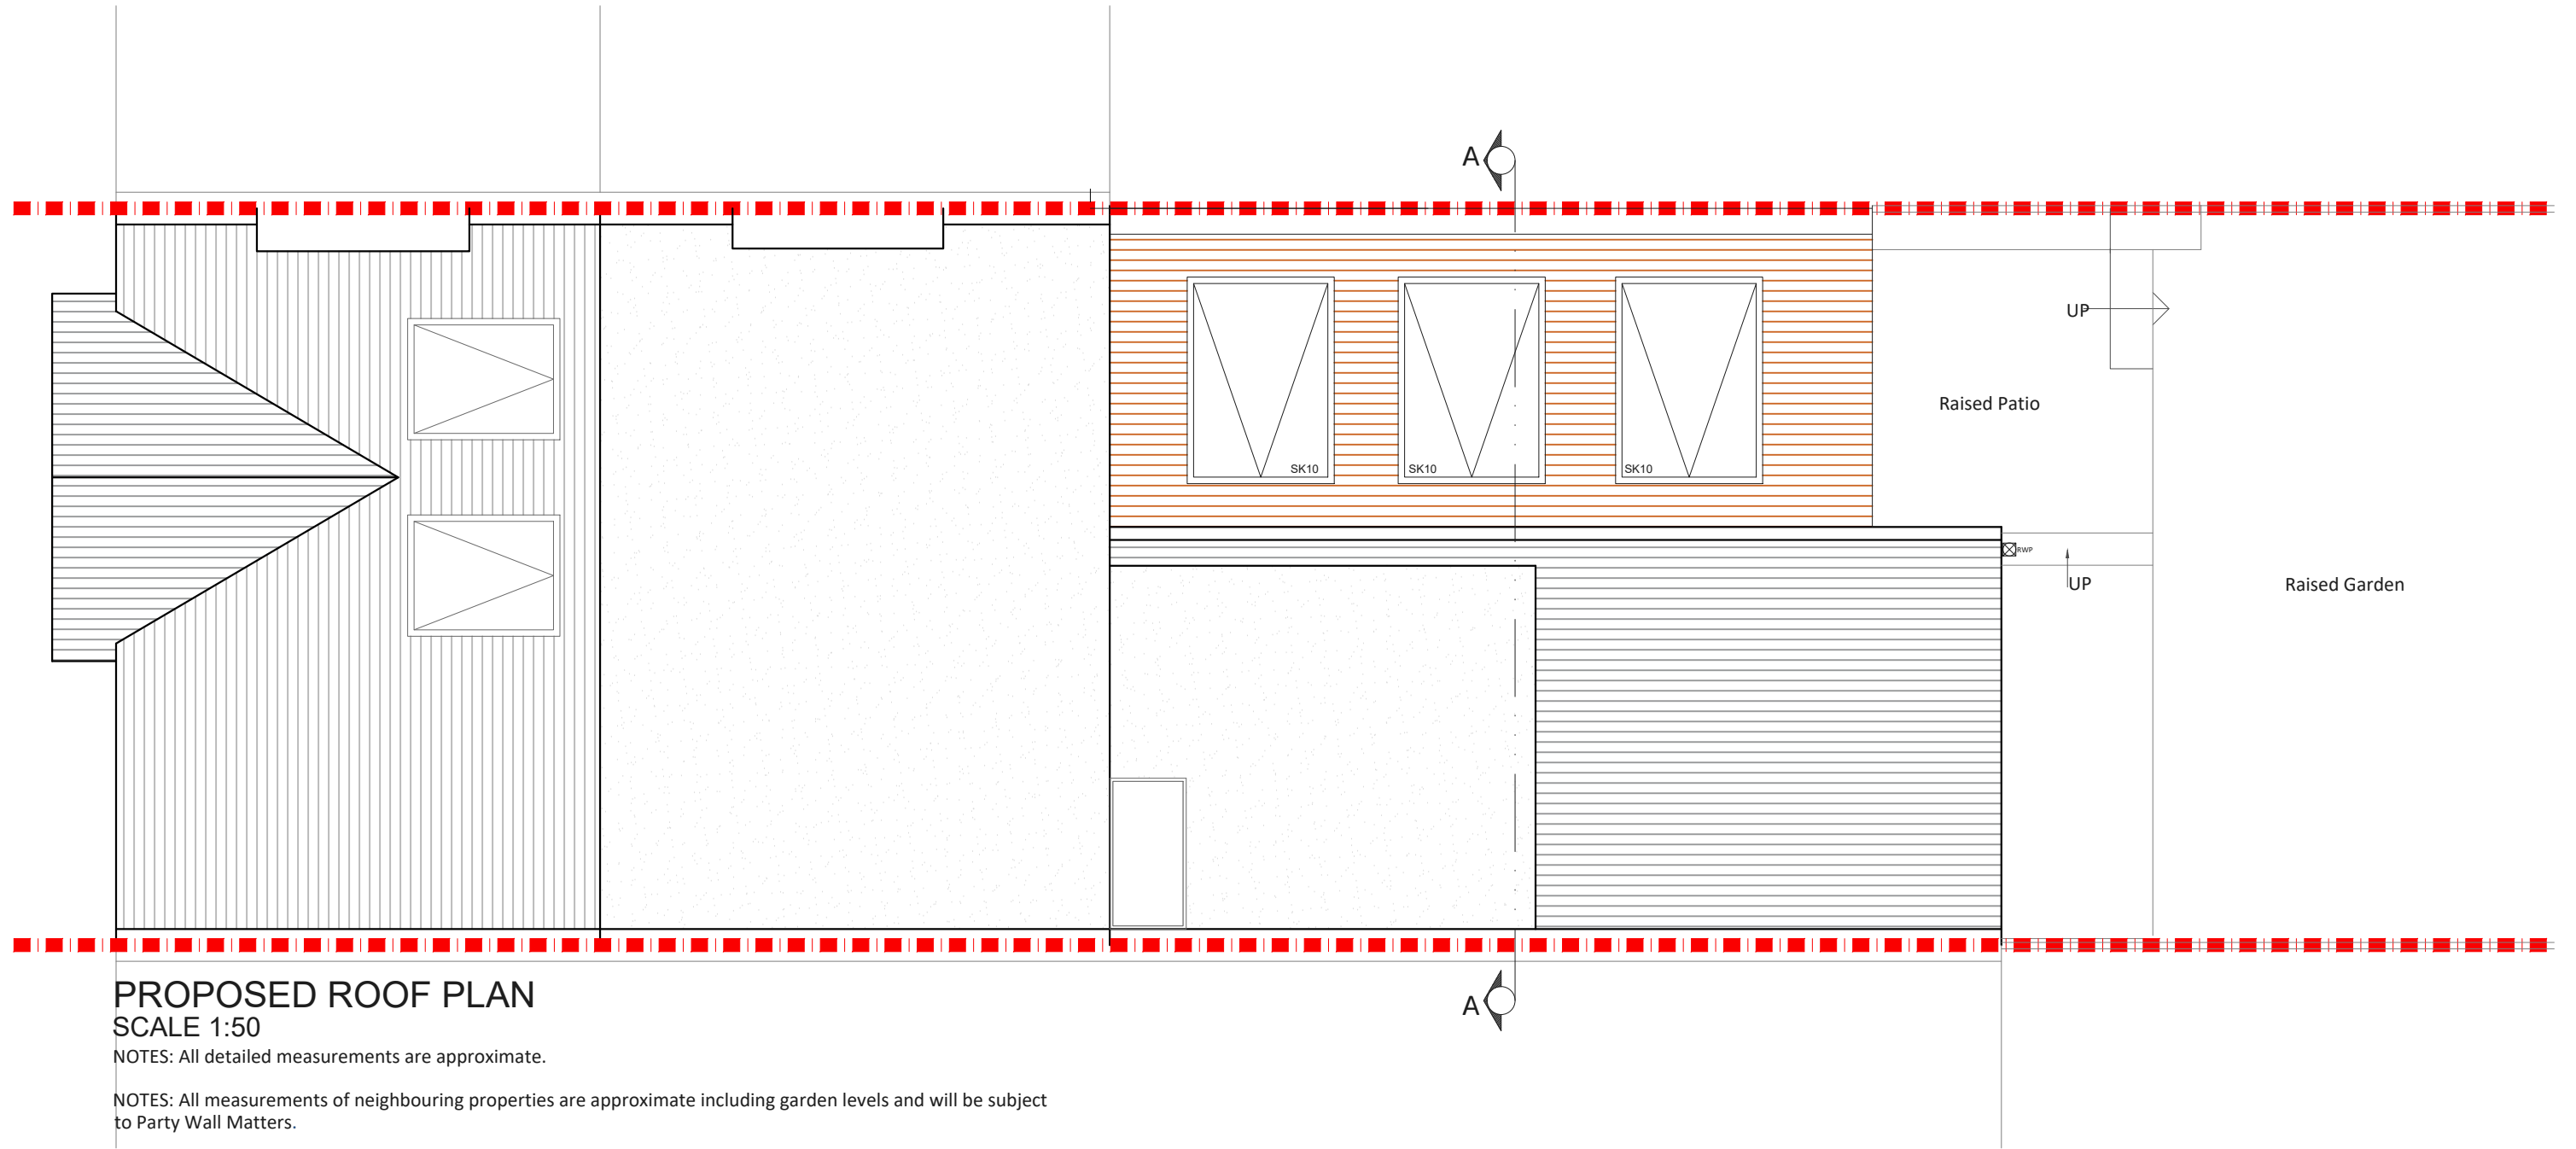 A
UP
Raised Patio
SK10
SK10
SK10
RWP
UP
Raised Garden
A
PROPOSED ROOF PLAN
SCALE 1:50
NOTES: All detailed measurements are approximate.
NOTES: All measurements of neighbouring properties are approximate including garden levels and will be subject
to Party Wall Matters.